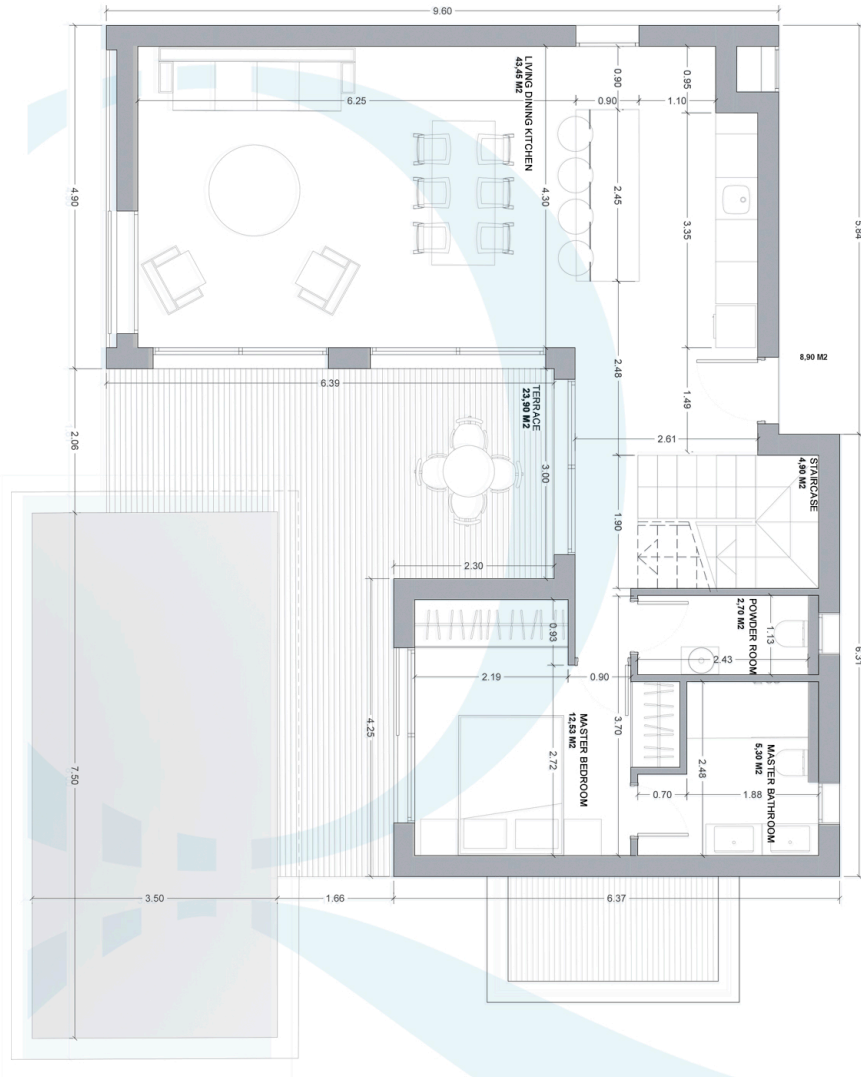 9.60
LIVING DINING KITCHEN
43,45 M2
0.90
0.95
6.25
0.90
1.10
4.90
4.30
2.45
3.35
5.84
2.48
8,90 M2
6.39
1.49
TERRACE
23,90 M2
2.06
2.61
3.00
STAIRCASE
4,90 M2
1.90
2.30
0.93
POWDER ROOM
2,70 M2
1.13
2.43
6.31
2.19
0.90
4.25
3.70
MASTER BEDROOM
12,53 M2
2.72
2.48
MASTER BATHROOM
5,30 M2
7.50
0.70
1.88
3.50
1.66
6.37